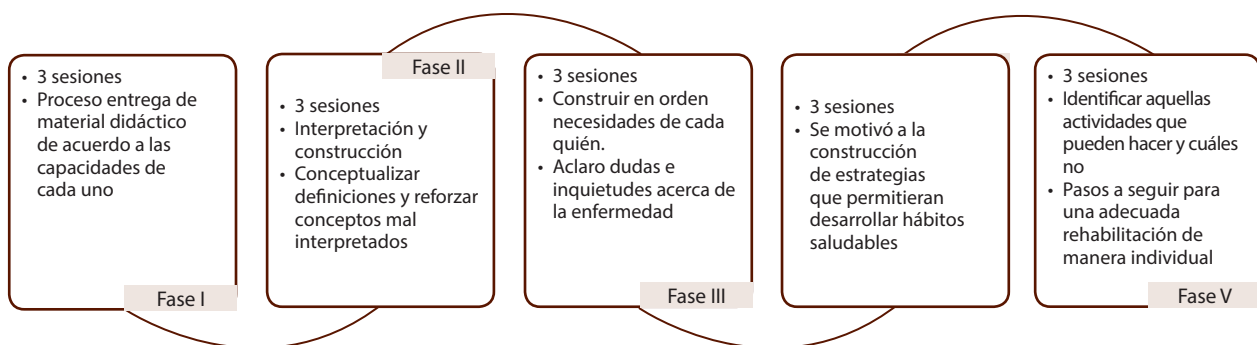 • 3 sesiones
• Proceso entrega de
material didáctico
de acuerdo a las
capacidades de
cada uno
Fase I
Fase II
• 3 sesiones
• Interpretación y
construcción
• Conceptualizar
definiciones y reforzar
conceptos mal
interpretados
• 3 sesiones
• Construir en orden
necesidades de cada
quién.
• Aclaro dudas e
inquietudes acerca de
la enfermedad
Fase III
• 3 sesiones
• Se motivó a la
construcción
de estrategias
que permitieran
desarrollar hábitos
saludables
• 3 sesiones
• Identificar aquellas
actividades que
pueden hacer y cuáles
no
• Pasos a seguir para
una adecuada
rehabilitación de
manera individual
Fase V